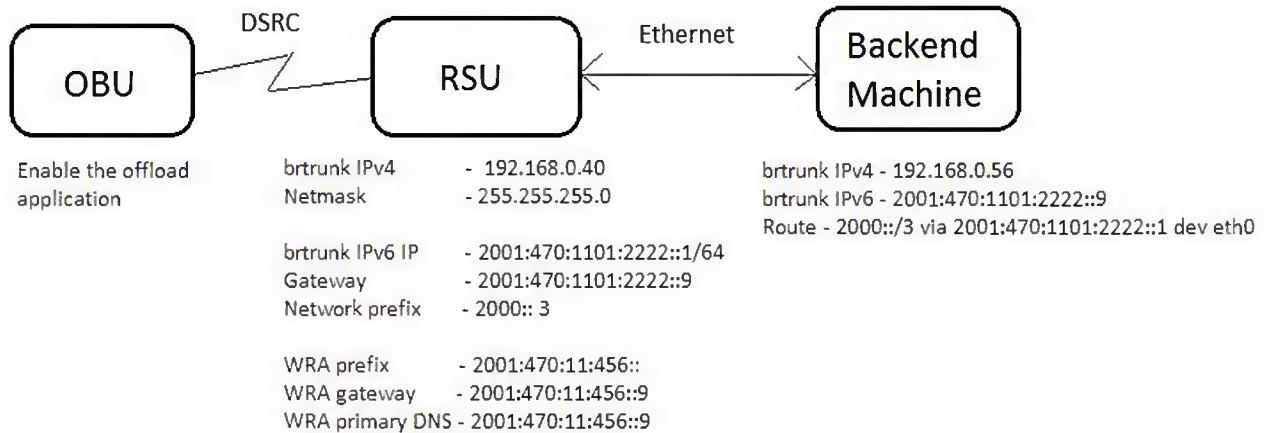 DSRC
Ethernet
OBU
RSU
Backend
Machine
Enable the offload
application
brtrunk IPv4 - 192.168.0.40
Netmask - 255.255.255.0
brtrunk IPv6 IP - 2001:470:1101:2222::1/64
Gateway - 2001:470:1101:2222::9
Network prefix - 2000:: 3
WRA prefix - 2001:470:11:456::
WRA gateway - 2001:470:11:456::9
WRA primary DNS - 2001:470:11:456::9
brtrunk IPv4 - 192.168.0.56
brtrunk IPv6 - 2001:470:1101:2222::9
Route - 2000::/3 via 2001:470:1101:2222::1 dev eth0